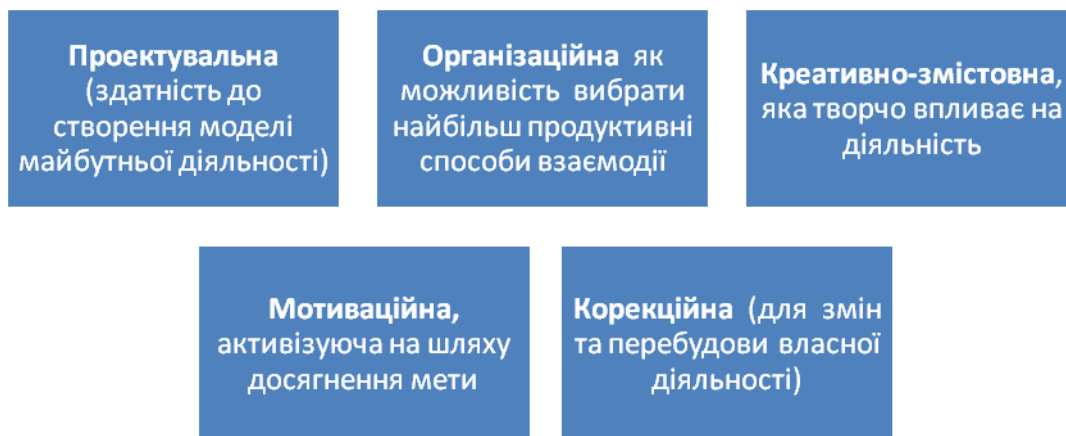 Проектувальна
(здатність до
створення моделі
майбутньої діяльності)
Організаційна як
можливість вибрати
найбільш продуктивні
способи взаємодії
Креативно-змістовна,
яка творчо впливає на
діяльність
Мотиваційна,
активізуюча на шляху
досягнення мети
Корекційна (для змін
та перебудови власної
діяльності)